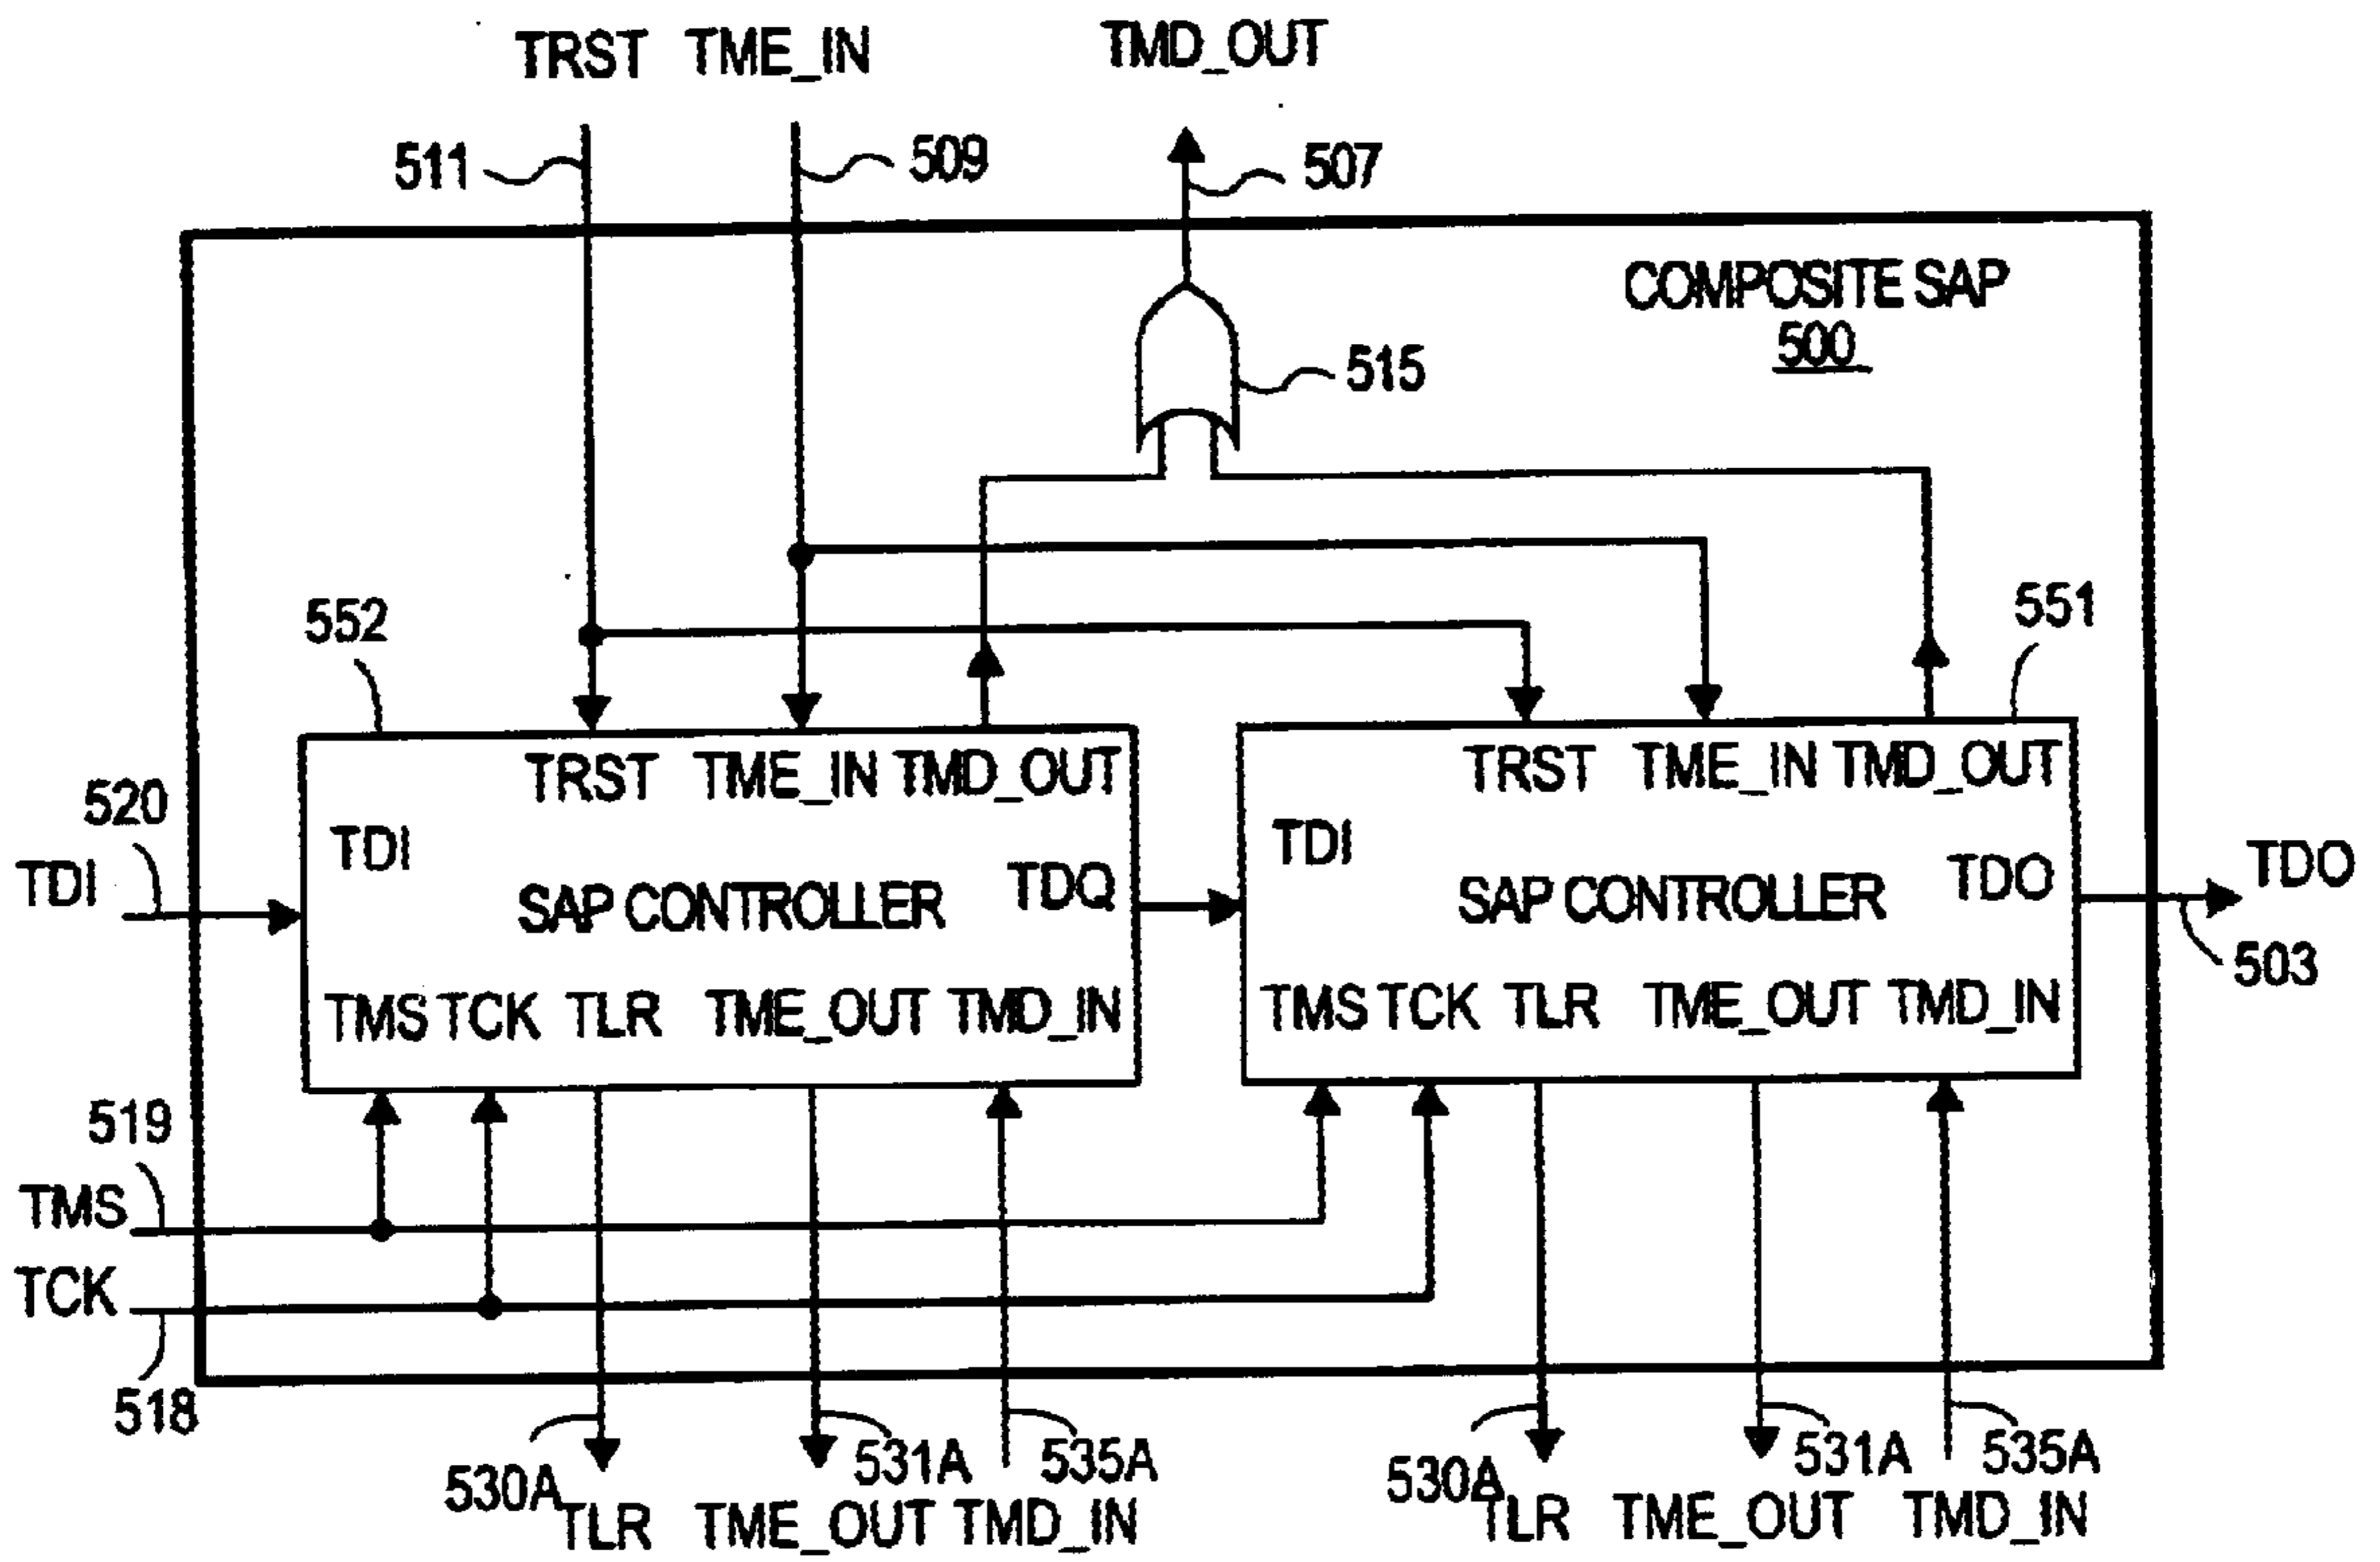 TRST TME_IN TMD_OUT
511 509 507
COMPOSITE SAP
500
515
552 551
TRST TME_IN TMD_OUT
TRST TME_IN TMD_OUT
520
TDI
TDI
TDQ
SAP CONTROLLER
TDI
TDO
SAP CONTROLLER
TDO
503
TMS TCK TLR TME_OUT TMD_IN
TMS TCK TLR TME_OUT TMD_IN
519
TMS
TCK
518
530A 531A 535A
TLR TME_OUT TMD_IN
530A 531A 535A
TLR TME_OUT TMD_IN